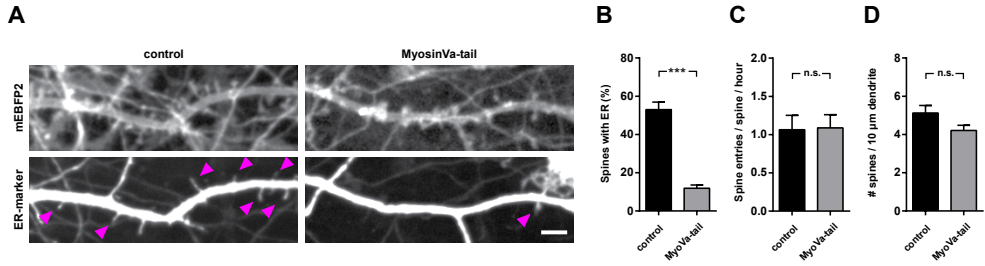 A
control
MyosinVa-tail
mEBFP2
ER-marker
B
Spines with ER (%)
80
60
40
20
0
***
control
MyoVa-tail
C
Spine entries / spine / hour
2.0
1.5
1.0
0.5
0.0
n.s.
control
MyoVa-tail
D
# spines / 10 µm dendrite
8
6
4
2
0
n.s.
control
MyoVa-tail